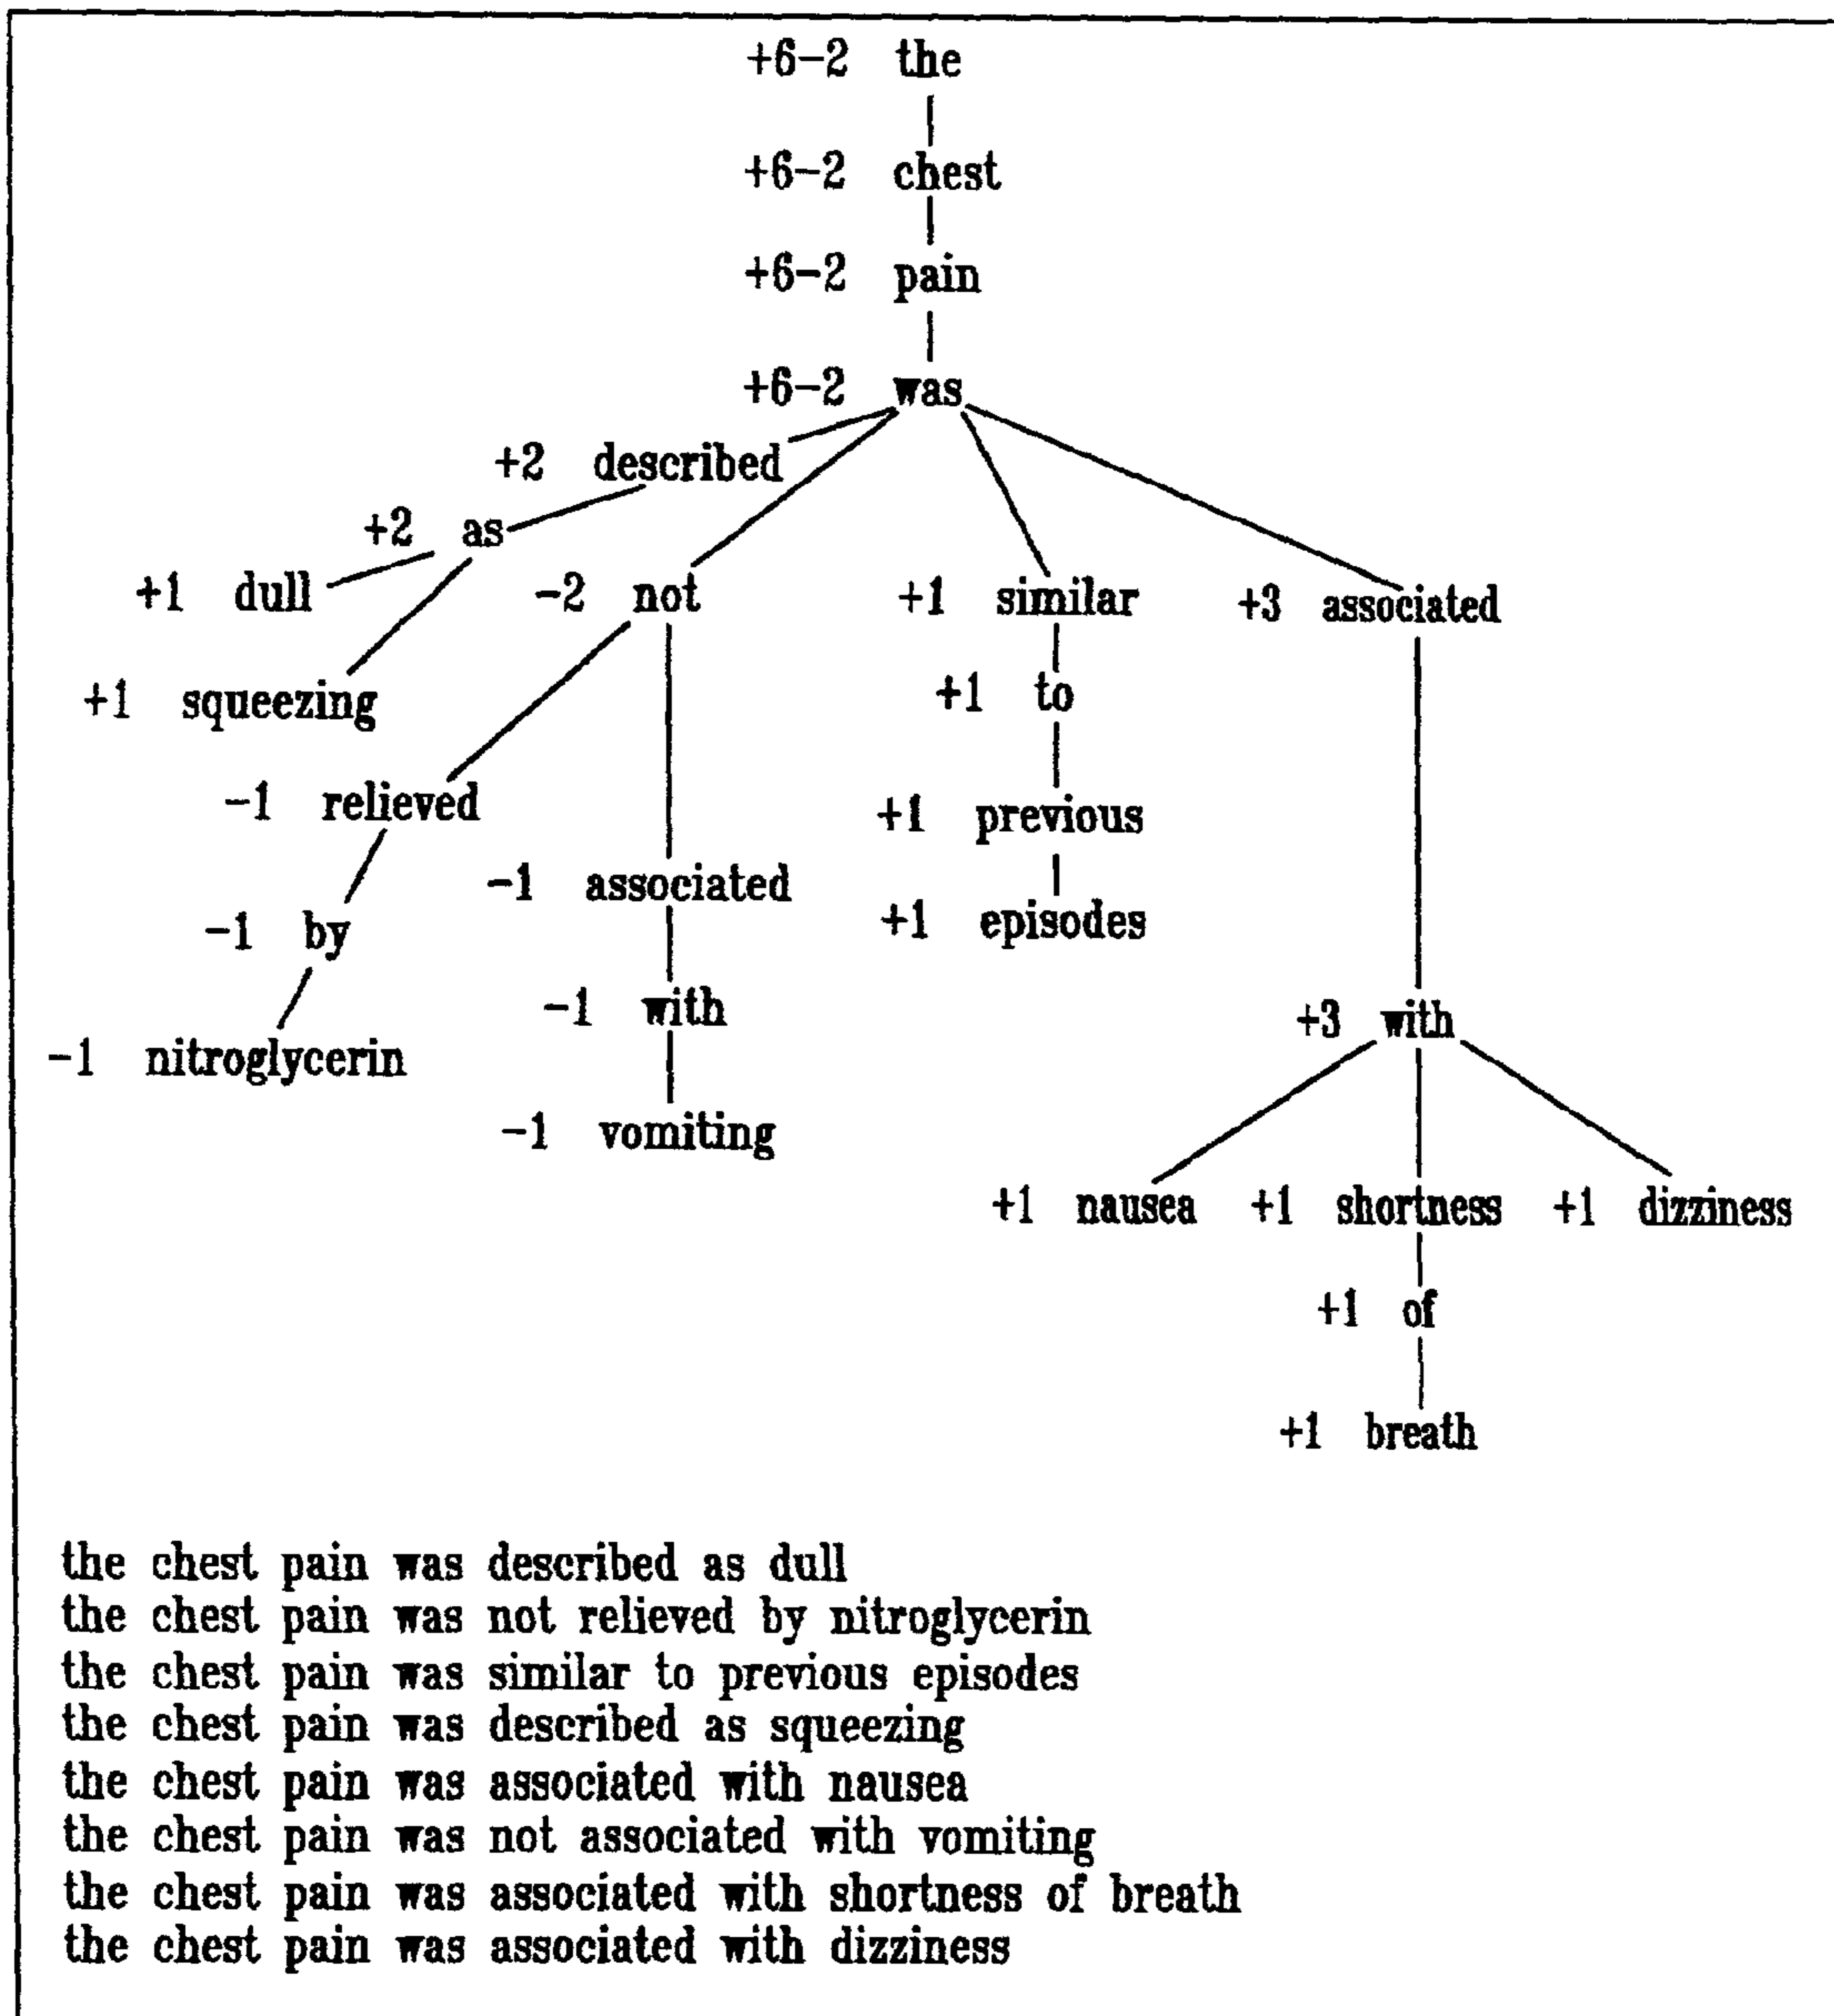 +6-2 the
+6-2 chest
+6-2 pain
+6-2 was
+2 described
+2 as
+1 dull
-2 not
+1 similar
+3 associated
+1 to
+1 squeezing
-1 relieved
+1 previous
-1 associated
+1 episodes
-1 by
-1 with
+3 with
-1 nitroglycerin
-1 vomiting
+1 nausea
+1 shortness
+1 dizziness
+1 of
+1 breath
the chest pain was described as dull
the chest pain was not relieved by nitroglycerin
the chest pain was similar to previous episodes
the chest pain was described as squeezing
the chest pain was associated with nausea
the chest pain was not associated with vomiting
the chest pain was associated with shortness of breath
the chest pain was associated with dizziness